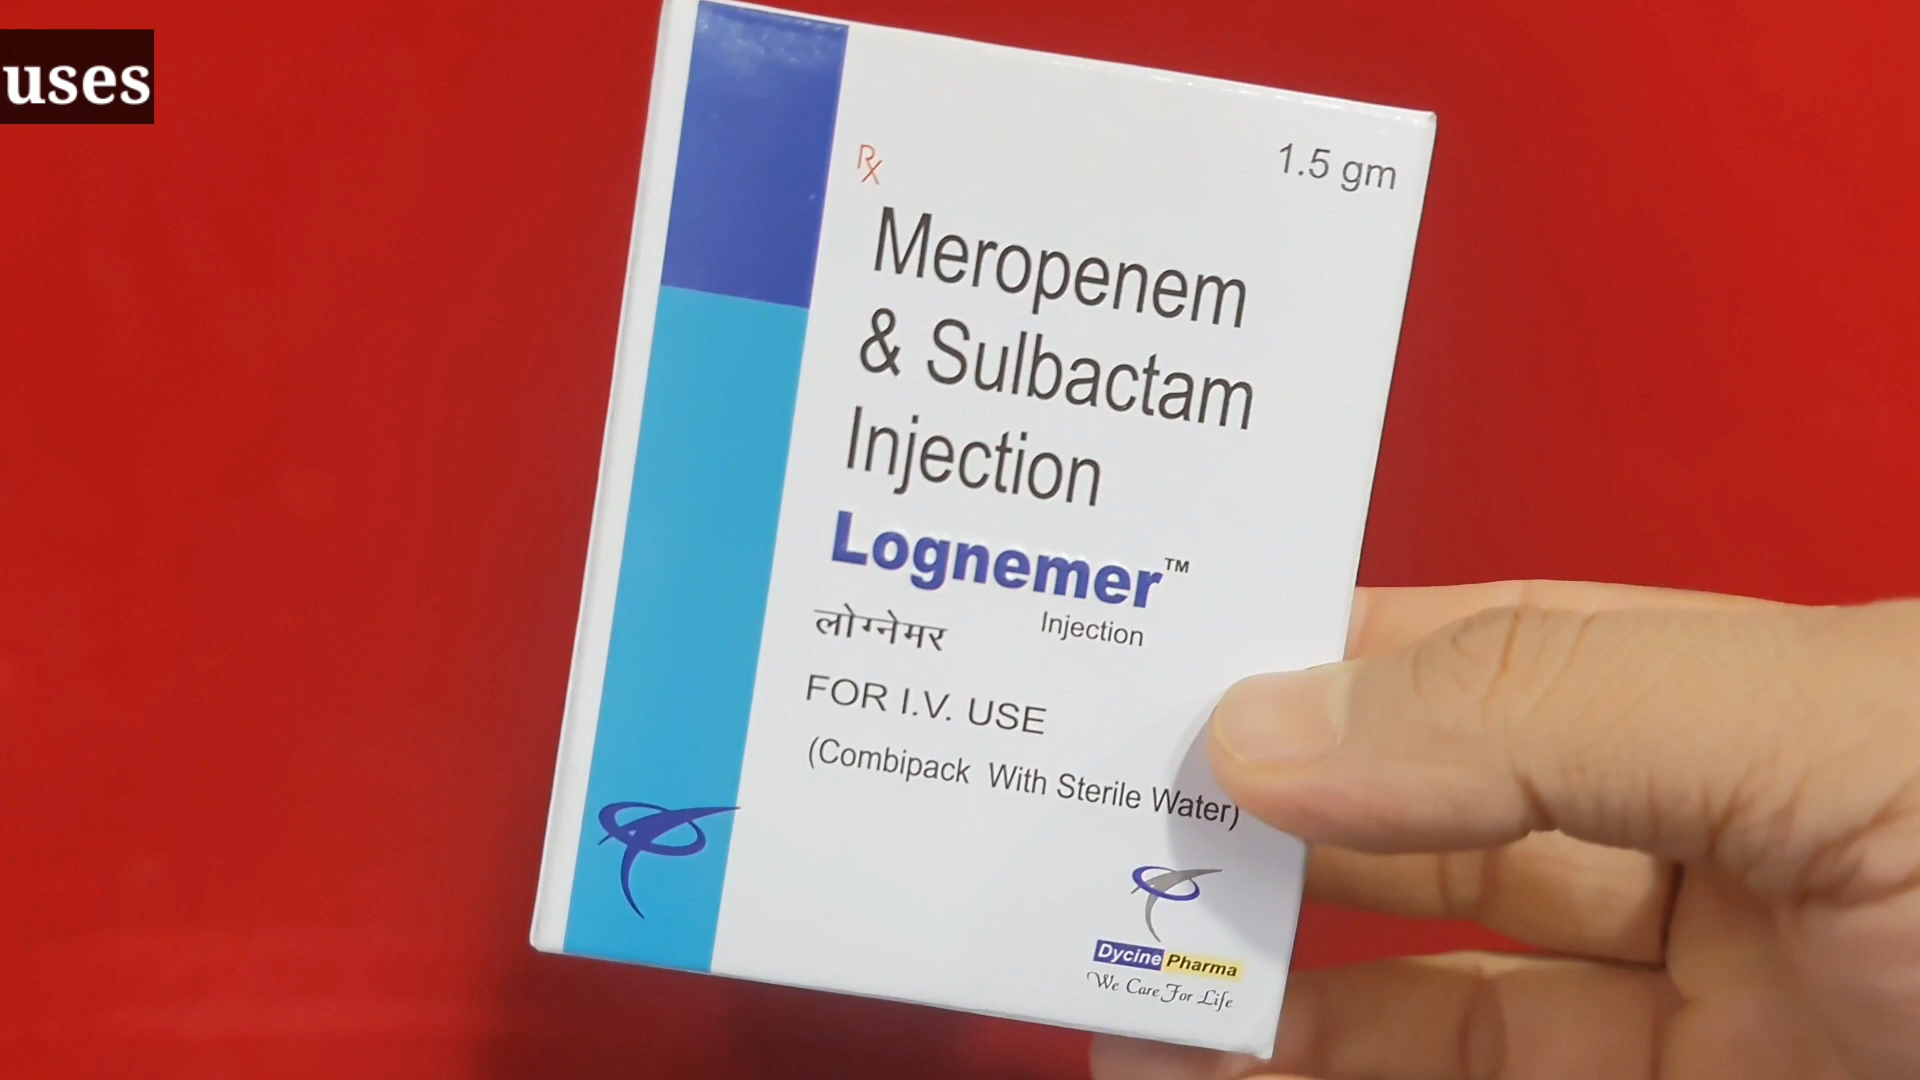 uses
Rx
1.5 gm
Meropenem
& Sulbactam
Injection
Lognemer™
Injection
लोग्नेमर
FOR I.V. USE
(Combipack With Sterile Water)
Dycine Pharma
We Care For Life